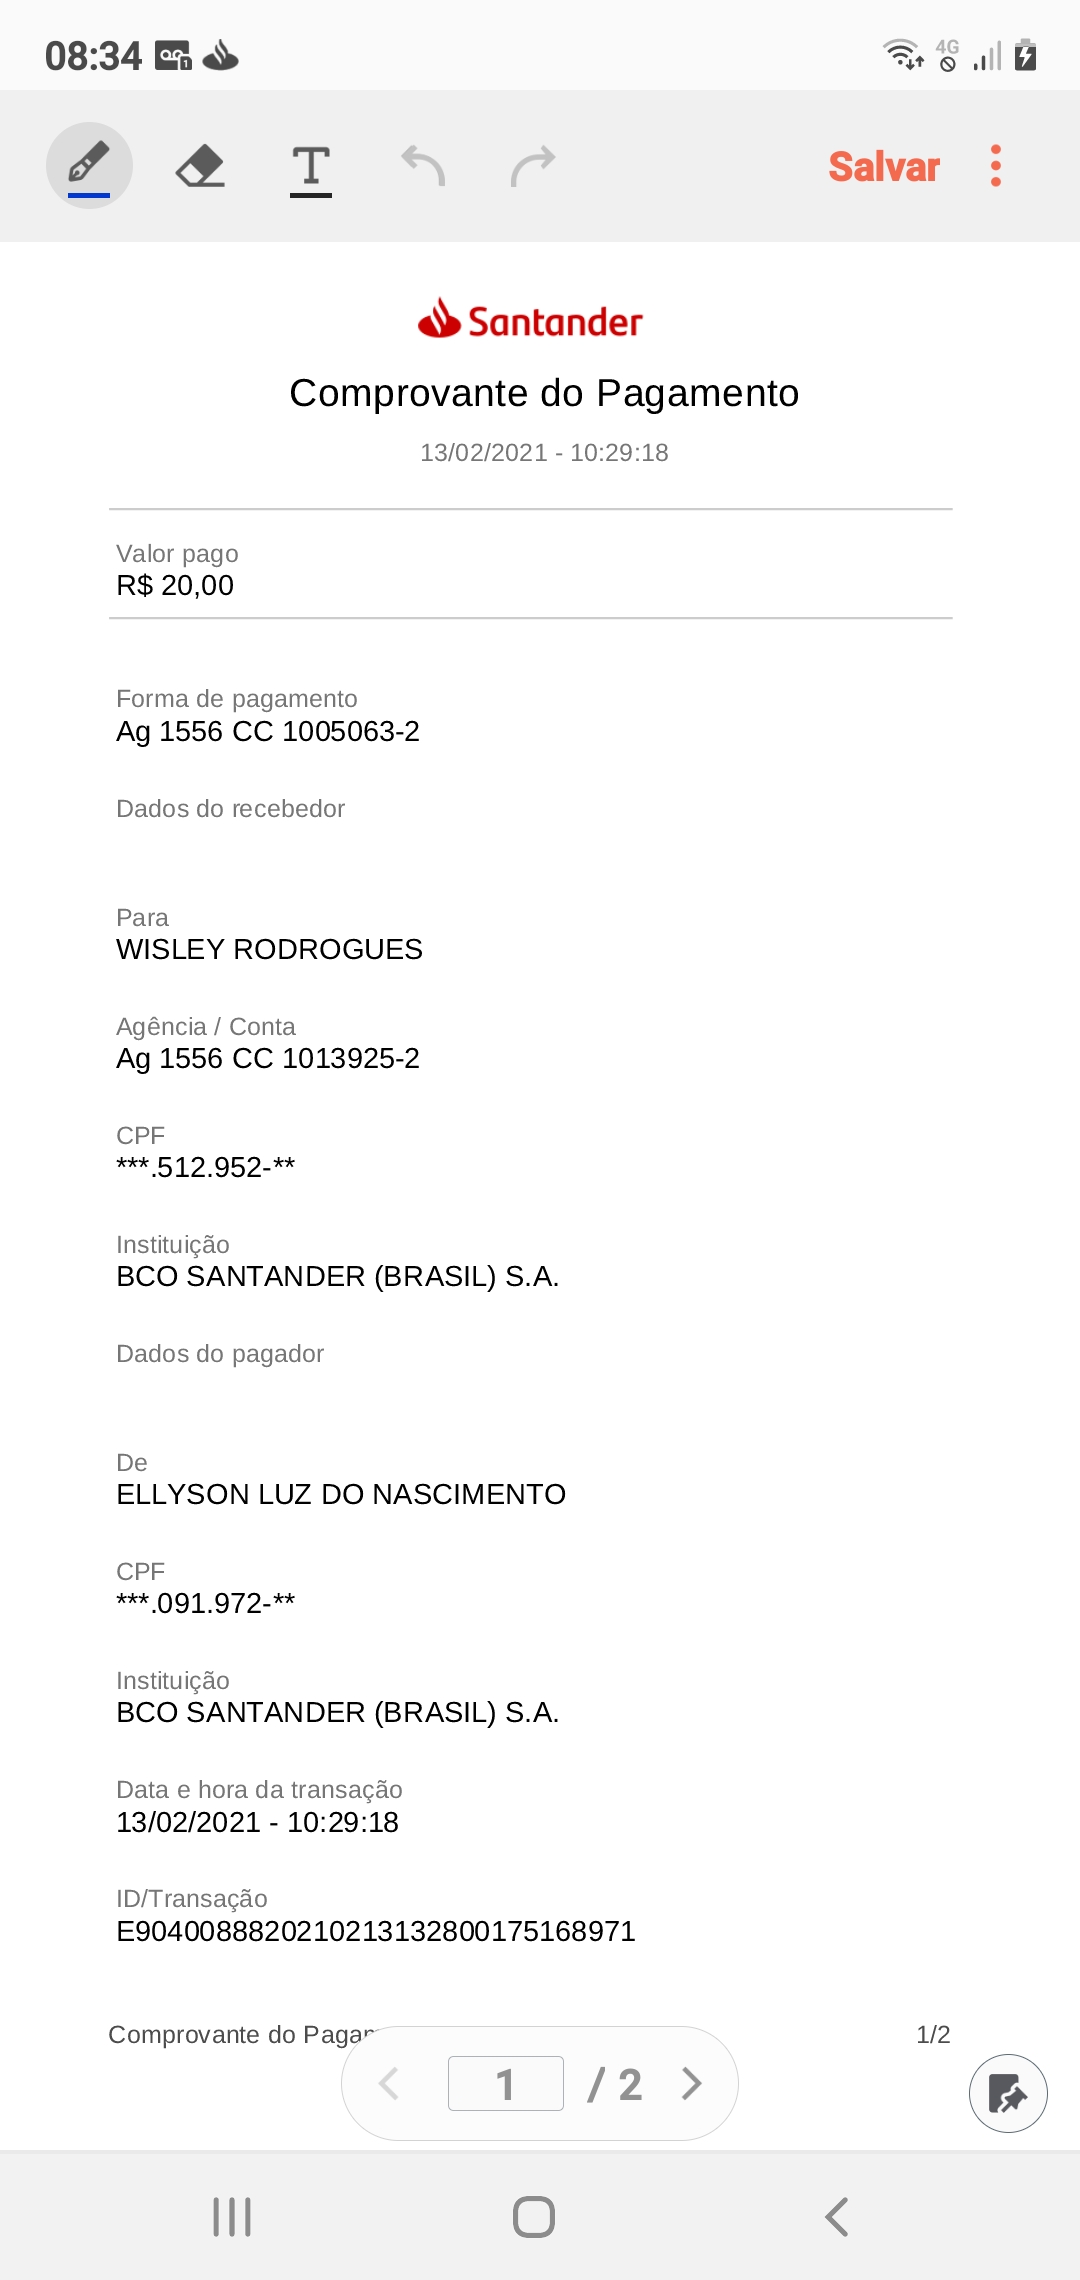 08:34
4G
T
Salvar
Santander
Comprovante do Pagamento
13/02/2021 - 10:29:18
Valor pago
R$ 20,00
Forma de pagamento
Ag 1556 CC 1005063-2
Dados do recebedor
Para
WISLEY RODROGUES
Agência / Conta
Ag 1556 CC 1013925-2
CPF
***.512.952-**
Instituição
BCO SANTANDER (BRASIL) S.A.
Dados do pagador
De
ELLYSON LUZ DO NASCIMENTO
CPF
***.091.972-**
Instituição
BCO SANTANDER (BRASIL) S.A.
Data e hora da transação
13/02/2021 - 10:29:18
ID/Transação
E9040088820210213132800175168971
Comprovante do Pagam
1/2
1 / 2